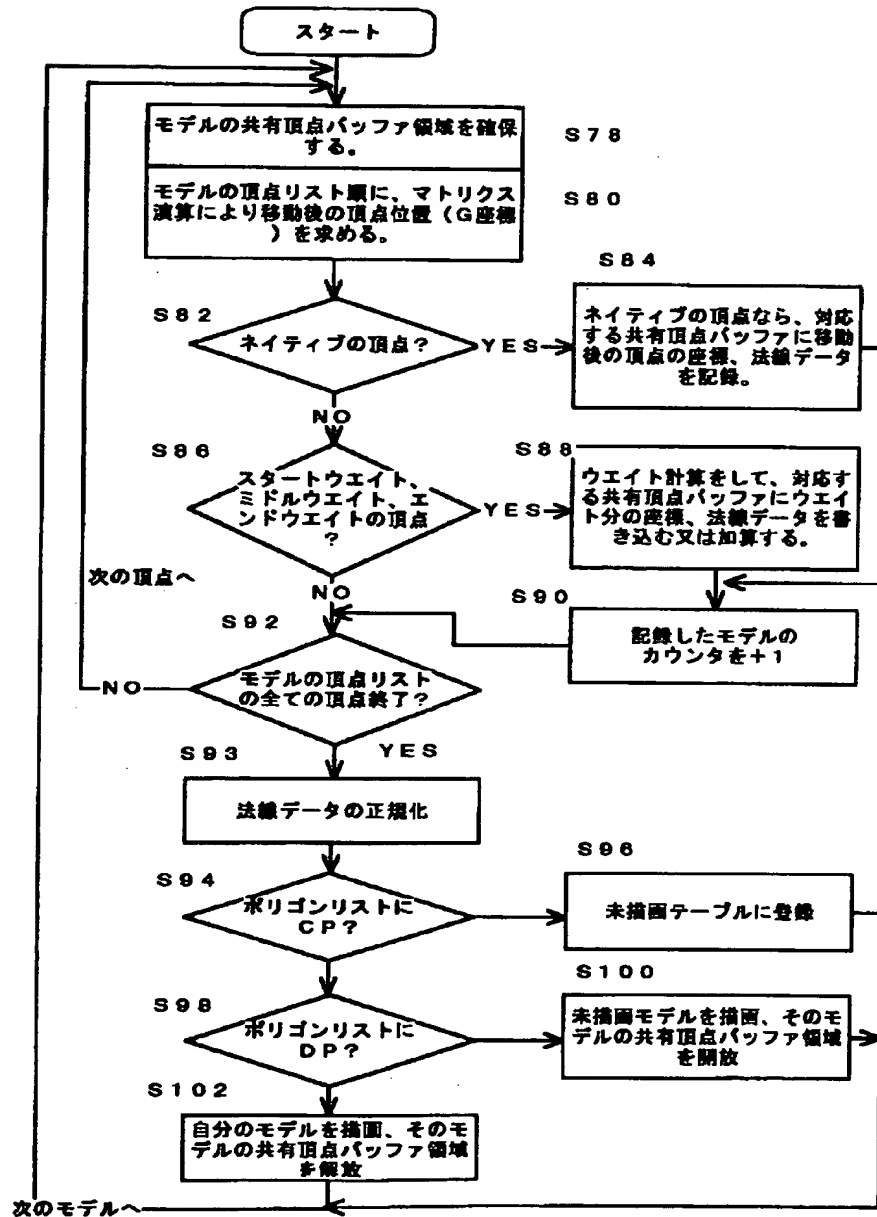 スタート
モデルの共有頂点バッファ領域を確保
する。
S78
モデルの頂点リスト順に、マトリクス
演算により移動後の頂点位置(G座標
)を求める。
S80
S82
ネイティブの頂点?
YES
S84
ネイティブの頂点なら、対応
する共有頂点バッファに移動
後の頂点の座標、法線データ
を記録。
NO
S86
スタートウエイト、
ミドルウエイト、エ
ンドウエイトの頂点
?
YES
S88
ウエイト計算をして、対応する
共有頂点バッファにウエイ
ト分の座標、法線データを書
き込む又は加算する。
次の頂点へ
NO
S90
記録したモデルの
カウンタを+1
S92
モデルの頂点リスト
の全ての頂点終了?
NO
YES
S93
法線データの正規化
S94
ポリゴンリストに
CP?
S96
未描画テーブルに登録
S98
ポリゴンリストに
DP?
S100
未描画モデルを描画、そのモ
デルの共有頂点バッファ領域
を開放
S102
自分のモデルを描画、そのモ
デルの共有頂点バッファ領域
を解放
次のモデルへ